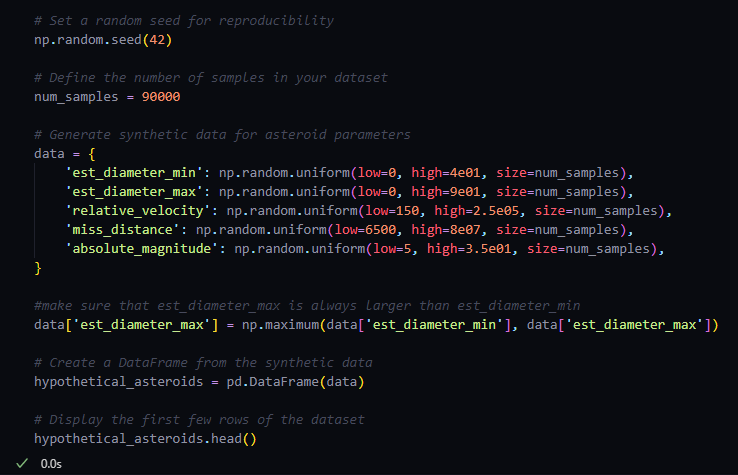 # Set a random seed for reproducibility
np.random.seed(42)
# Define the number of samples in your dataset
num_samples = 90000
# Generate synthetic data for asteroid parameters
data = {
    'est_diameter_min': np.random.uniform(low=0, high=4e01, size=num_samples),
    'est_diameter_max': np.random.uniform(low=0, high=9e01, size=num_samples),
    'relative_velocity': np.random.uniform(low=150, high=2.5e05, size=num_samples),
    'miss_distance': np.random.uniform(low=6500, high=8e07, size=num_samples),
    'absolute_magnitude': np.random.uniform(low=5, high=3.5e01, size=num_samples),
}
#make sure that est_diameter_max is always larger than est_diameter_min
data['est_diameter_max'] = np.maximum(data['est_diameter_min'], data['est_diameter_max'])
# Create a DataFrame from the synthetic data
hypothetical_asteroids = pd.DataFrame(data)
# Display the first few rows of the dataset
hypothetical_asteroids.head()
0.0s